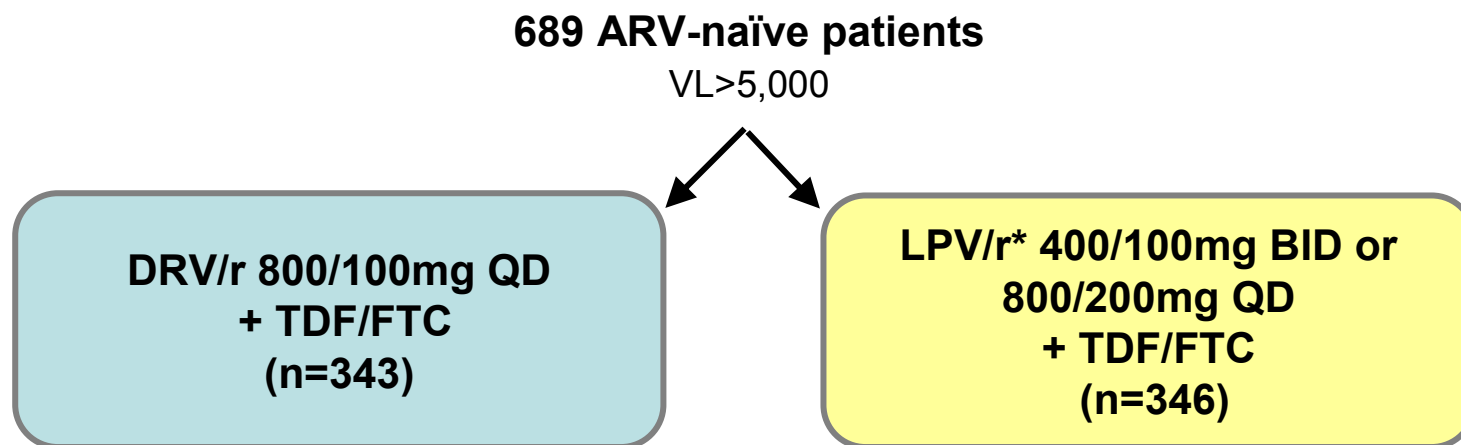 689 ARV-naïve patients
VL>5,000
DRV/r 800/100mg QD
+ TDF/FTC
(n=343)
LPV/r* 400/100mg BID or
800/200mg QD
+ TDF/FTC
(n=346)